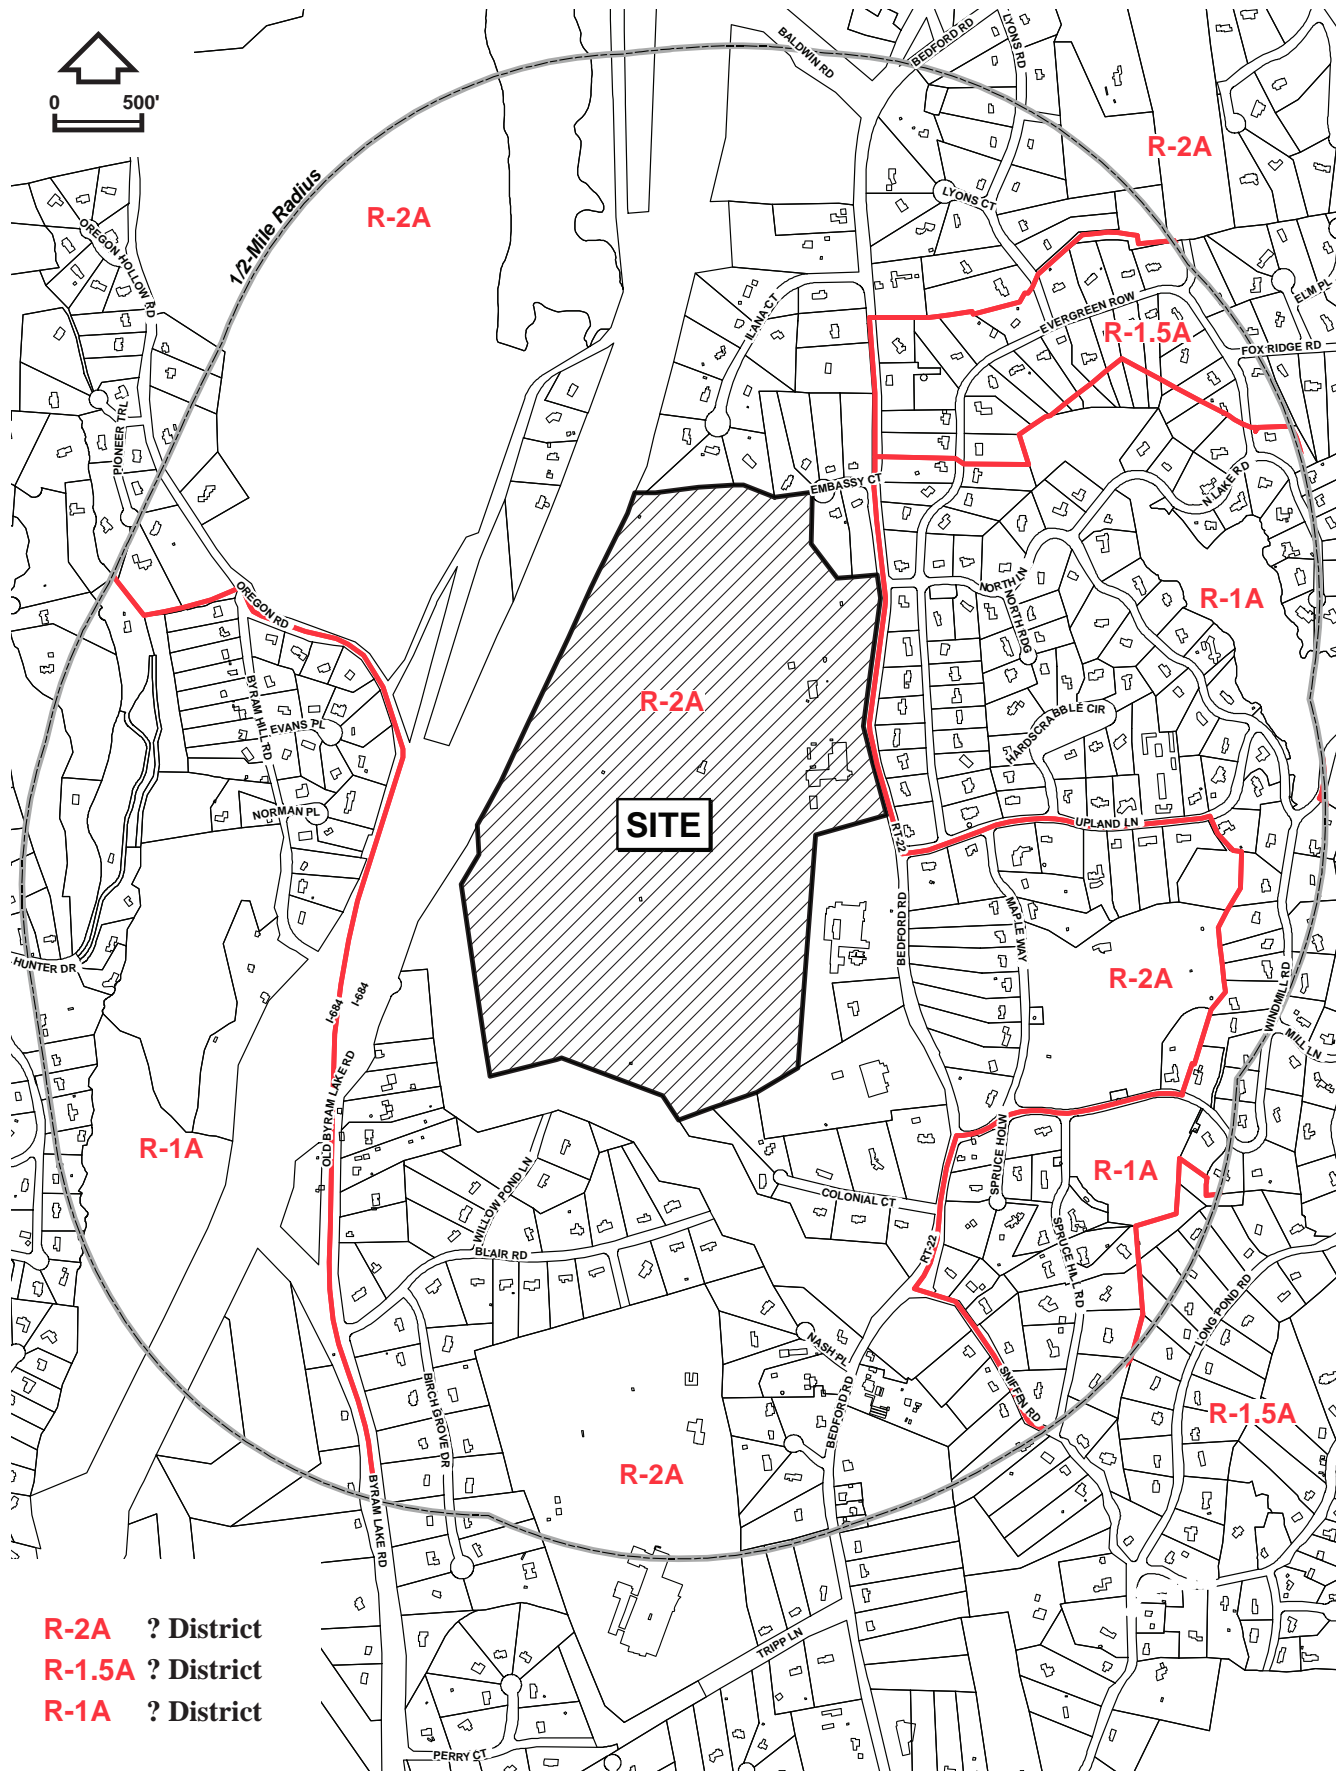 0 500'
BALDWIN RD
BEDFORD RD
LYONS RD
R-2A
1/2-Mile Radius
R-2A
LYONS CT
OREGON HOLLOW RD
ILANA CT
EVERGREEN ROW
ELM PL
R-1.5A
FOX RIDGE RD
PIONEER TRL
EMBASSY CT
N LAKE RD
NORTH LN
NORTH RDG
R-1A
OREGON RD
R-2A
BYRAM HILL RD
EVANS PL
HARDSCRABBLE CIR
NORMAN PL
SITE
RT-22
UPLAND LN
BEDFORD RD
MAPLE WAY
HUNTER DR
R-2A
I-684
I-684
WINDMILL RD
MILL LN
OLD BYRAM LAKE RD
R-1A
SPRUCE HOLW
R-1A
WILLOW POND LN
COLONIAL CT
BLAIR RD
RT-22
SPRUCE HILL RD
LONG POND RD
NASH PL
BIRCH GROVE DR
BEDFORD RD
SNIFFEN RD
R-1.5A
R-2A
BYRAM LAKE RD
TRIPP LN
PERRY CT
R-2A ? District
R-1.5A ? District
R-1A ? District